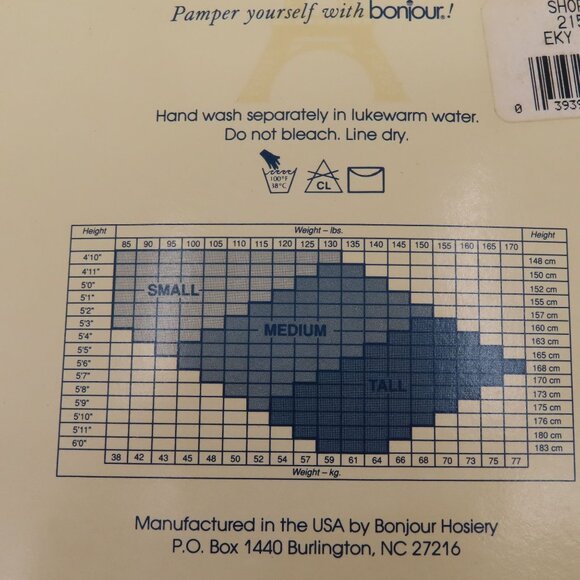 Pamper yourself with bonjour®!
SHOE
215
EKY
0 3939
Hand wash separately in lukewarm water.
Do not bleach. Line dry.
100°F
38°C
CL
Height Weight – lbs. Height
85 90 95 100 105 110 115 120 125 130 135 140 145 150 155 160 165 170
4'10" 148 cm
4'11" 150 cm
5'0" 152 cm
5'1" 155 cm
5'2" 157 cm
5'3" 160 cm
5'4" 163 cm
5'5" 165 cm
5'6" 168 cm
5'7" 170 cm
5'8" 173 cm
5'9" 175 cm
5'10" 176 cm
5'11" 180 cm
6'0" 183 cm
SMALL
MEDIUM
TALL
38 42 43 45 48 50 52 54 57 59 61 64 66 68 70 73 75 77
Weight – kg.
Manufactured in the USA by Bonjour Hosiery
P.O. Box 1440 Burlington, NC 27216